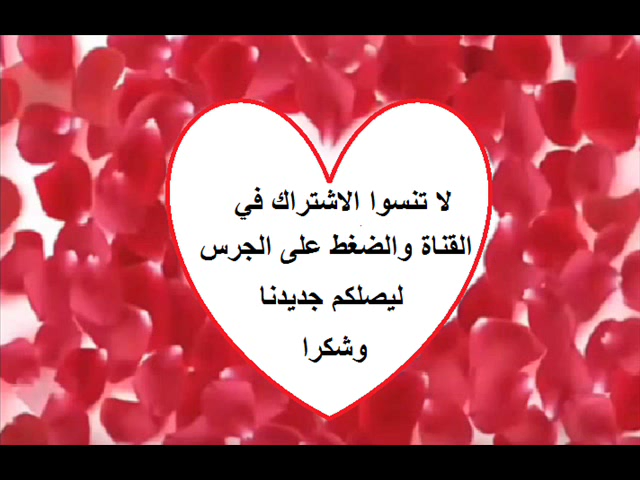 لا تنسوا الاشتراك في
القناة والضغط على الجرس
ليصلكم جديدنا
وشكرا